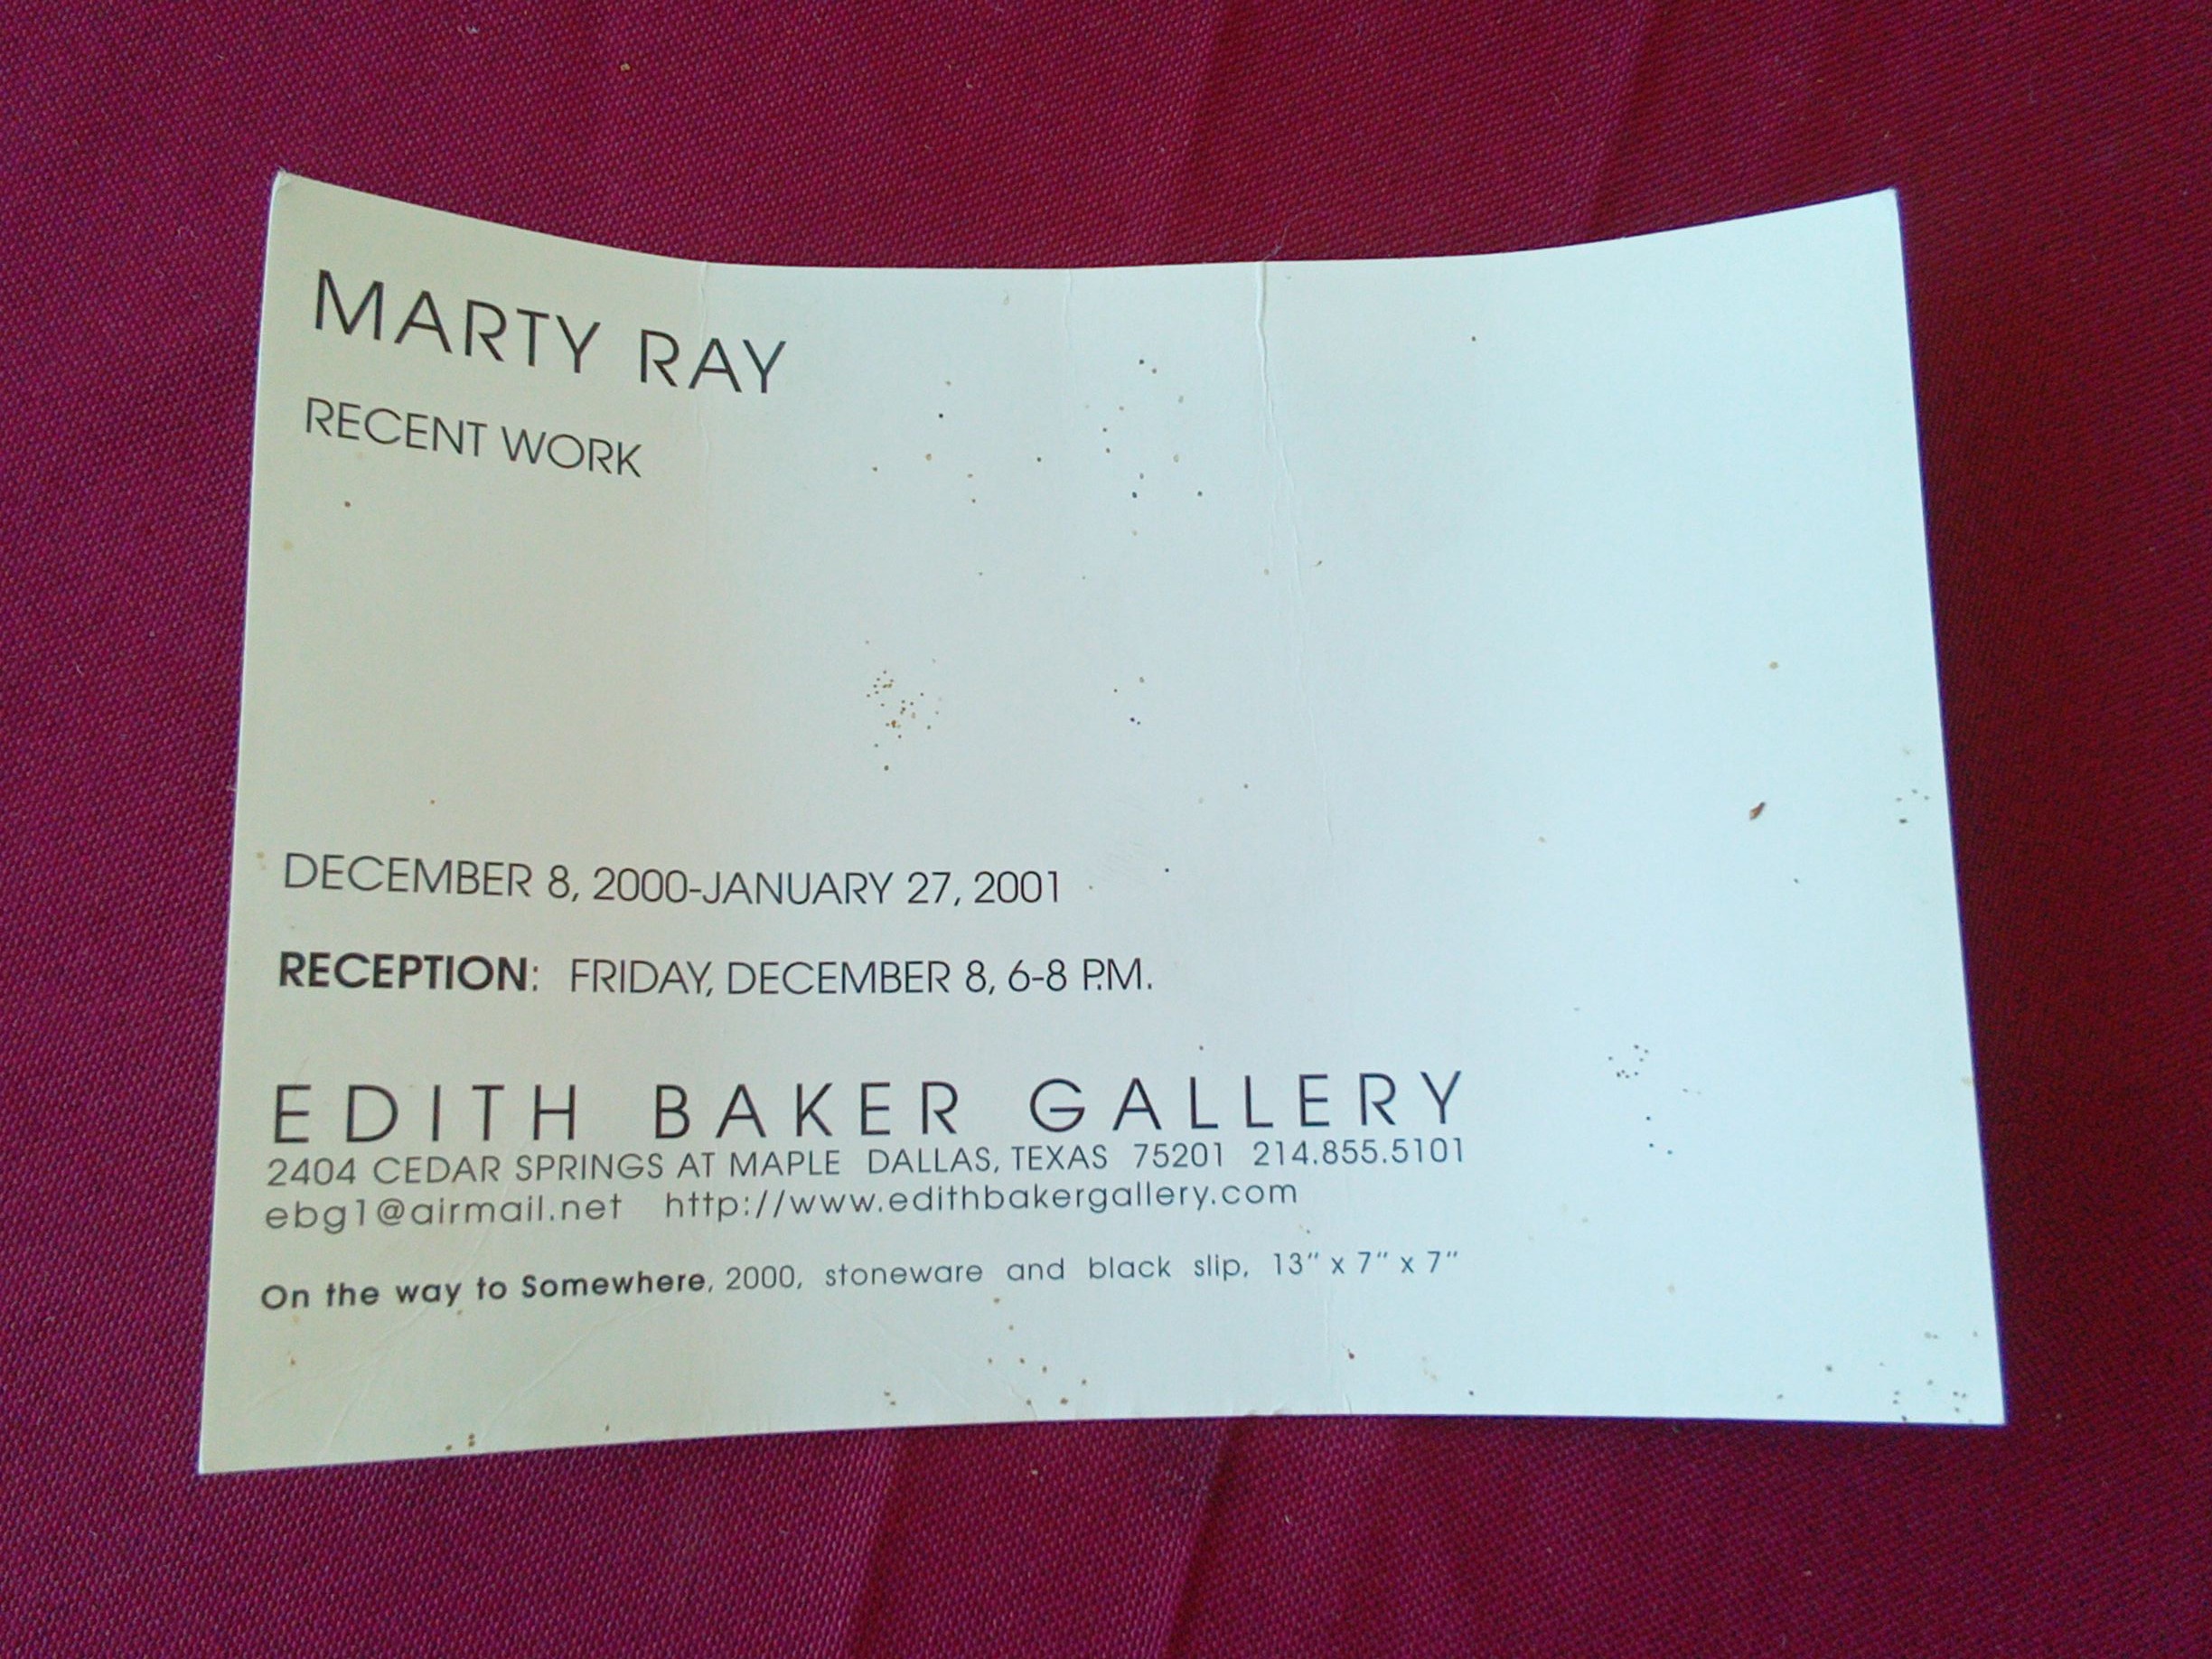 MARTY RAY
RECENT WORK
DECEMBER 8, 2000-JANUARY 27, 2001
RECEPTION: FRIDAY, DECEMBER 8, 6-8 P.M.
EDITH BAKER GALLERY
2404 CEDAR SPRINGS AT MAPLE DALLAS, TEXAS 75201 214.855.5101
ebg1@airmail.net http://www.edithbakergallery.com
On the way to Somewhere, 2000, stoneware and black slip, 13" x 7" x 7"